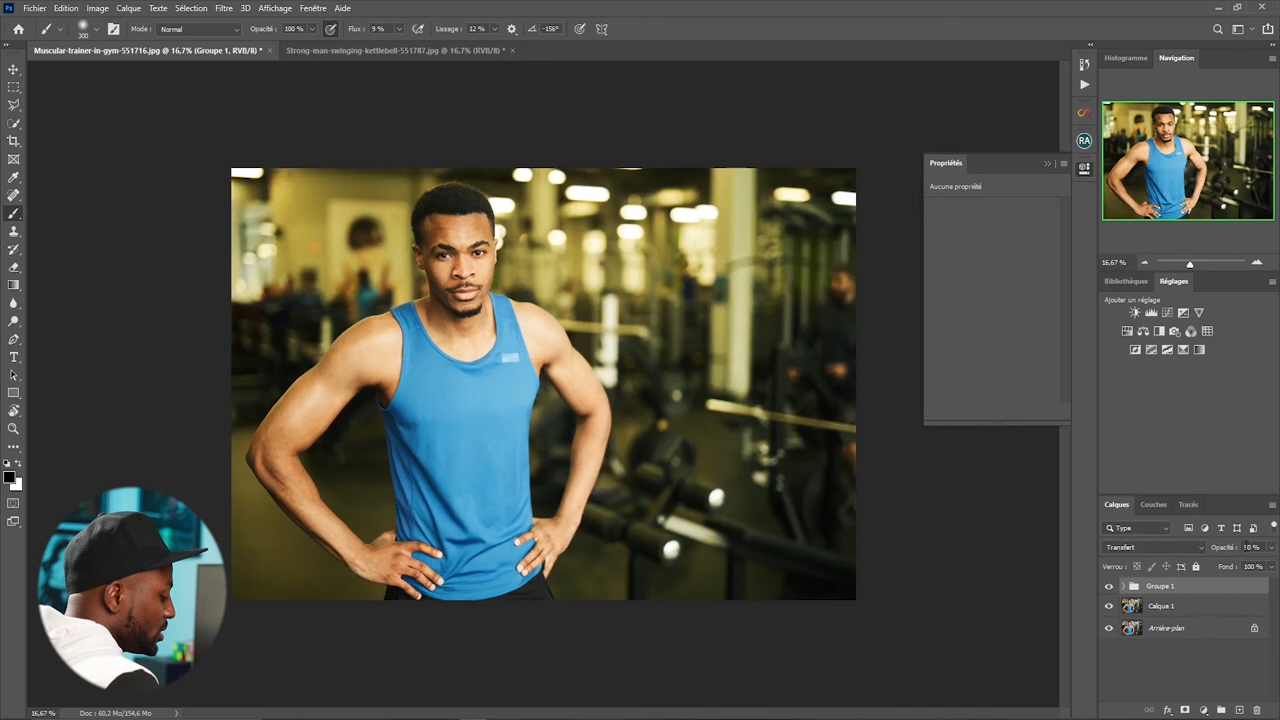 Fichier Edition Image Calque Texte Sélection Filtre 3D Affichage Fenêtre Aide
300 Mode : Normal Opacité : 100 % Flux : 9 % Lissage : 12 % -156°
Muscular-trainer-in-gym-551716.jpg @ 16,7% (Groupe 1, RVB/8) * × Strong-man-swinging-kettlebell-551787.jpg @ 16,7% (RVB/8) * ×
Histogramme Navigation
16,67 %
Propriétés
Aucune propriété
Bibliothèques Réglages
Ajouter un réglage
Calques Couches Tracés
Type
Transfert Opacité :
Verrou : Fond : 100 %
Groupe 1
Calque 1
Arrière-plan
16,67 % Doc : 60,2 Mo/154,6 Mo